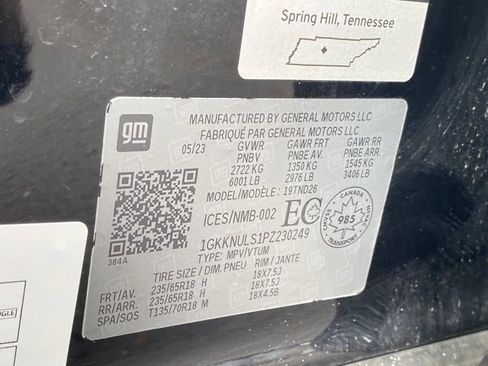 Spring Hill, Tennessee
gm
MANUFACTURED BY GENERAL MOTORS LLC
FABRIQUÉ PAR GENERAL MOTORS LLC
05/23 GVWR GAWR FRT GAWR RR
PNBV PNBE AV. PNBE ARR.
2722 KG 1350 KG 1545 KG
6001 LB 2976 LB 3406 LB
MODEL/MODÈLE: 19TND26
ICES/NMB-002 EC
CANADA
CMVSS 985 NSVAC
TRANSPORT
384A
1GKKNULS1PZ230249
TYPE: MPV/VTUM
TIRE SIZE / DIM. PNEU RIM / JANTE
FRT/AV. 235/65R18 H 18X7.5J
RR/ARR. 235/65R18 H 18X7.5J
SPA/SOS T135/70R18 M 18X4.5B
OGLE